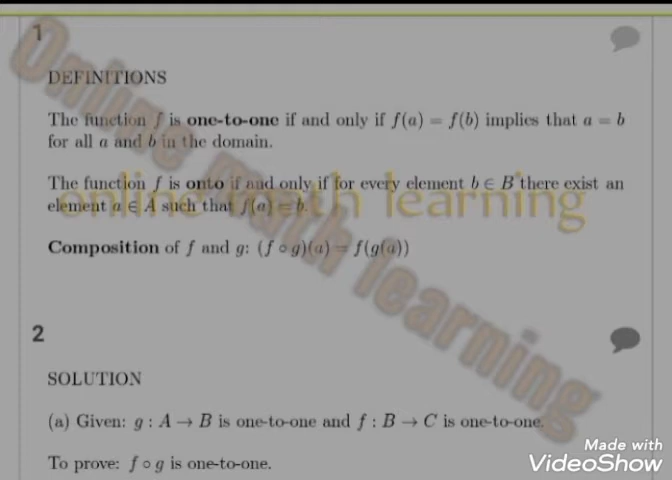 1
DEFINITIONS
The function f is one-to-one if and only if f(a) = f(b) implies that a = b
for all a and b in the domain.
The function f is onto if and only if for every element b ∈ B there exist an
element a ∈ A such that f(a) = b.
online math learning
Composition of f and g: (f ∘ g)(a) = f(g(a))
Online math learning
2
SOLUTION
(a) Given: g : A → B is one-to-one and f : B → C is one-to-one.
To prove: f ∘ g is one-to-one.
Made with
VideoShow